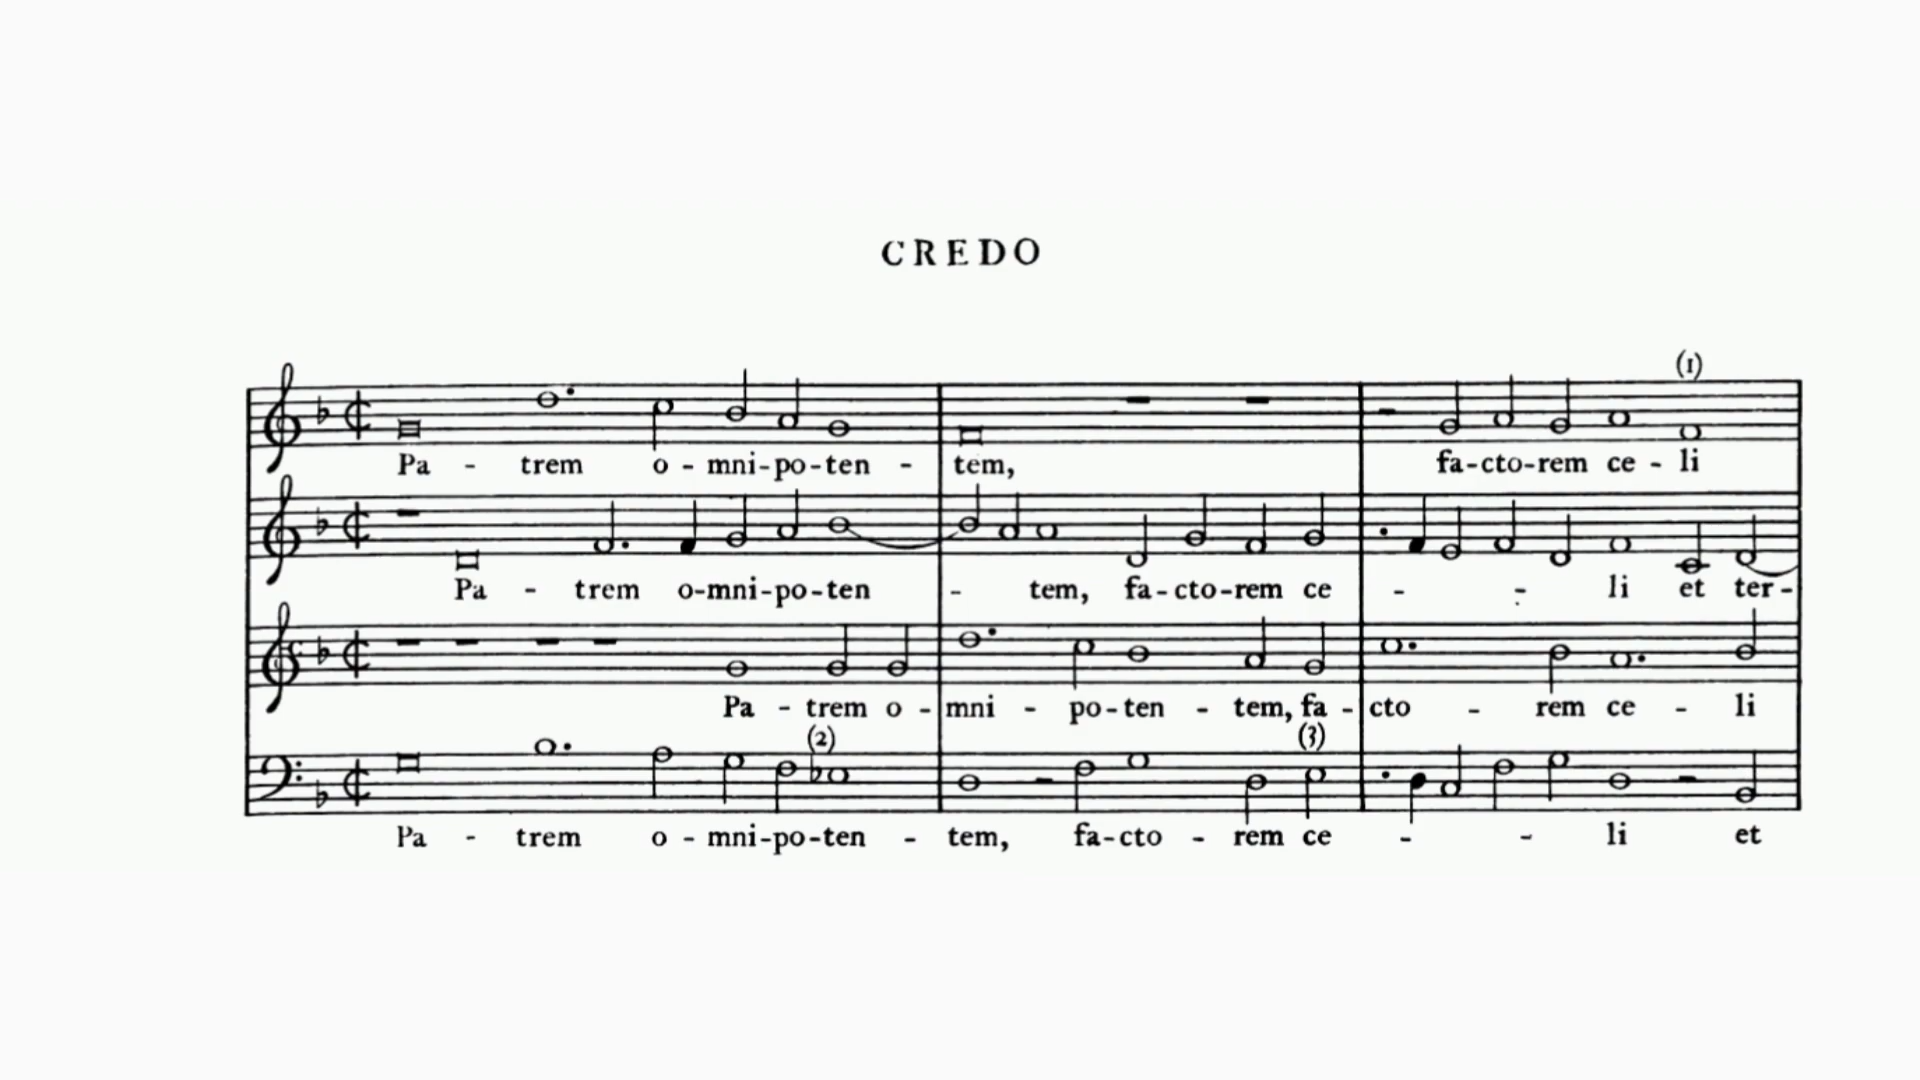 CREDO
(1)
Pa - trem o - mni-po-ten - tem, fa-cto-rem ce - li
Pa - trem o-mni-po-ten - tem, fa-cto-rem ce - - li et ter-
Pa - trem o - mni - po-ten - tem, fa - cto - rem ce - li
(2) (3)
Pa - trem o - mni-po-ten - tem, fa-cto - rem ce - - li et